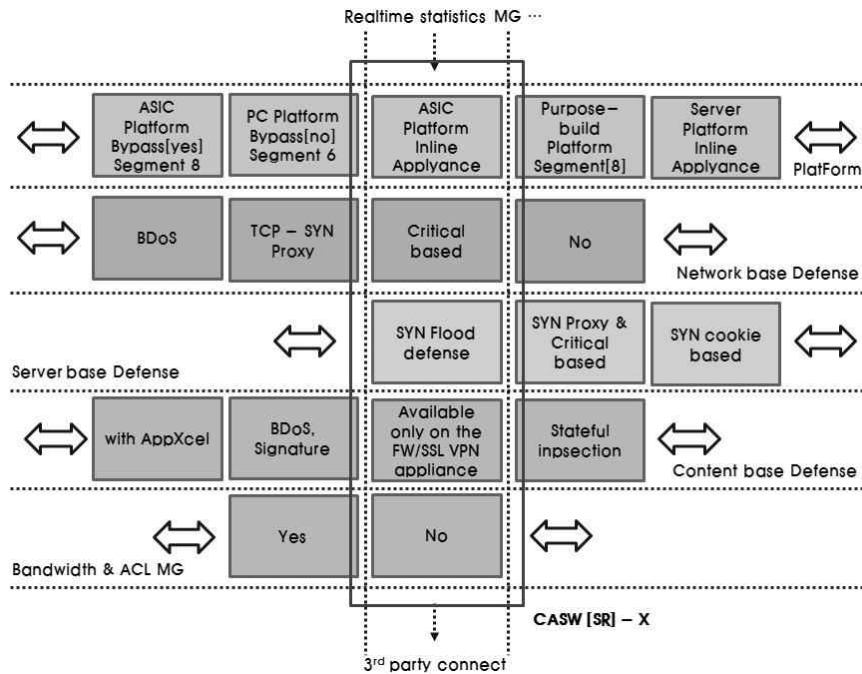 Realtime statistics MG ...
ASIC
Platform
Bypass[yes]
Segment 8
PC Platform
Bypass[no]
Segment 6
ASIC
Platform
Inline
Applyance
Purpose-
build
Platform
Segment[8]
Server
Platform
Inline
Applyance
PlatForm
BDoS
TCP – SYN
Proxy
Critical
based
No
Network base Defense
SYN Flood
defense
SYN Proxy &
Critical
based
SYN cookie
based
Server base Defense
with AppXcel
BDoS,
Signature
Available
only on the
FW/SSL VPN
appliance
Stateful
inpsection
Content base Defense
Yes
No
Bandwidth & ACL MG
CASW [SR] – X
3rd party connect